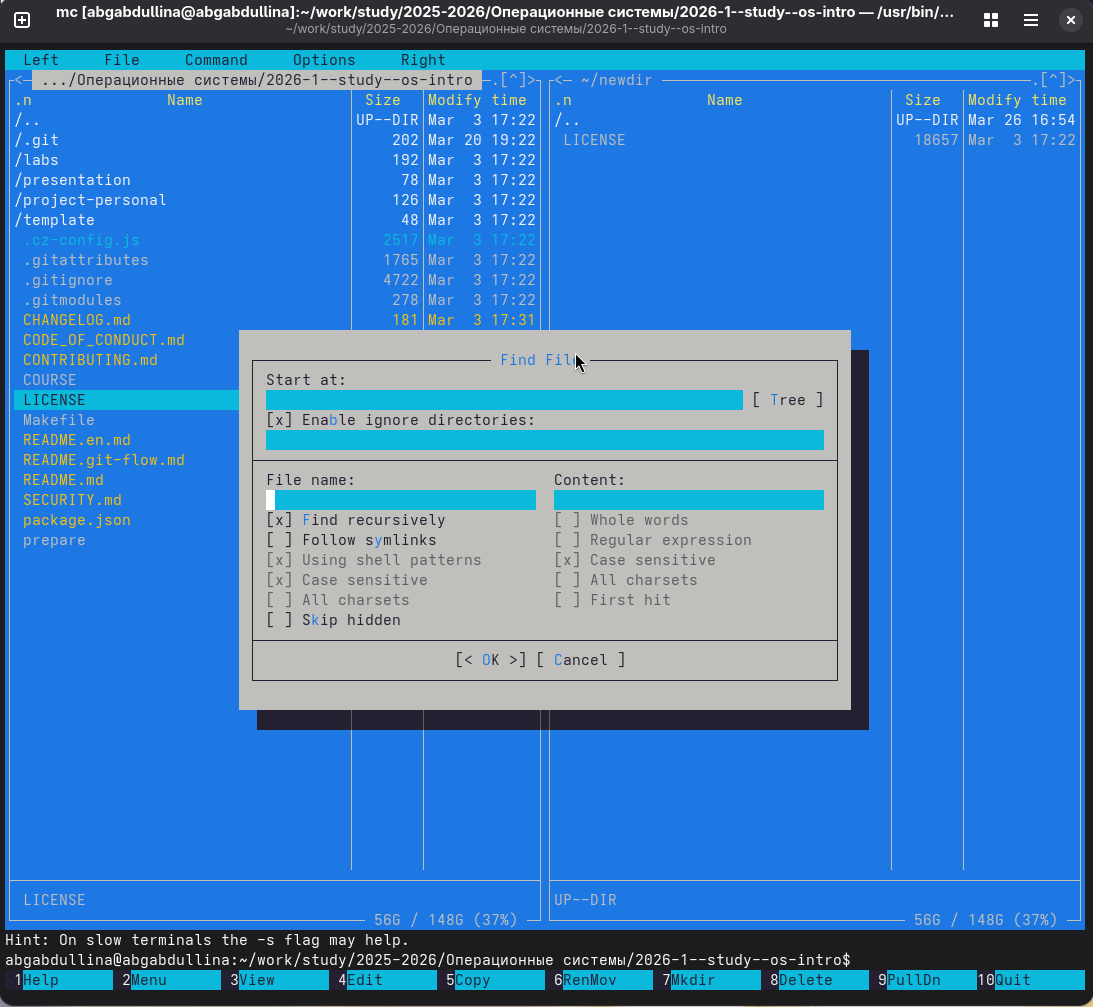 mc [abgabdullina@abgabdullina]:~/work/study/2025-2026/Операционные системы/2026-1--study--os-intro — /usr/bin/…
~/work/study/2025-2026/Операционные системы/2026-1--study--os-intro
Left File Command Options Right
<— .../Операционные системы/2026-1--study--os-intro —.[^]>
.n Name Size Modify time
/.. UP--DIR Mar 3 17:22
/.git 202 Mar 20 19:22
/labs 192 Mar 3 17:22
/presentation 78 Mar 3 17:22
/project-personal 126 Mar 3 17:22
/template 48 Mar 3 17:22
.cz-config.js 2517 Mar 3 17:22
.gitattributes 1765 Mar 3 17:22
.gitignore 4722 Mar 3 17:22
.gitmodules 278 Mar 3 17:22
CHANGELOG.md 181 Mar 3 17:31
CODE_OF_CONDUCT.md
CONTRIBUTING.md
COURSE
LICENSE
Makefile
README.en.md
README.git-flow.md
README.md
SECURITY.md
package.json
prepare
LICENSE
56G / 148G (37%)
<— ~/newdir —.[^]>
.n Name Size Modify time
/.. UP--DIR Mar 26 16:54
LICENSE 18657 Mar 3 17:22
UP--DIR
56G / 148G (37%)
Find File
Start at:
[ Tree ]
[x] Enable ignore directories:
File name:
[x] Find recursively
[ ] Follow symlinks
[x] Using shell patterns
[x] Case sensitive
[ ] All charsets
[ ] Skip hidden
Content:
[ ] Whole words
[ ] Regular expression
[x] Case sensitive
[ ] All charsets
[ ] First hit
[< OK >] [ Cancel ]
Hint: On slow terminals the -s flag may help.
abgabdullina@abgabdullina:~/work/study/2025-2026/Операционные системы/2026-1--study--os-intro$
1Help 2Menu 3View 4Edit 5Copy 6RenMov 7Mkdir 8Delete 9PullDn 10Quit